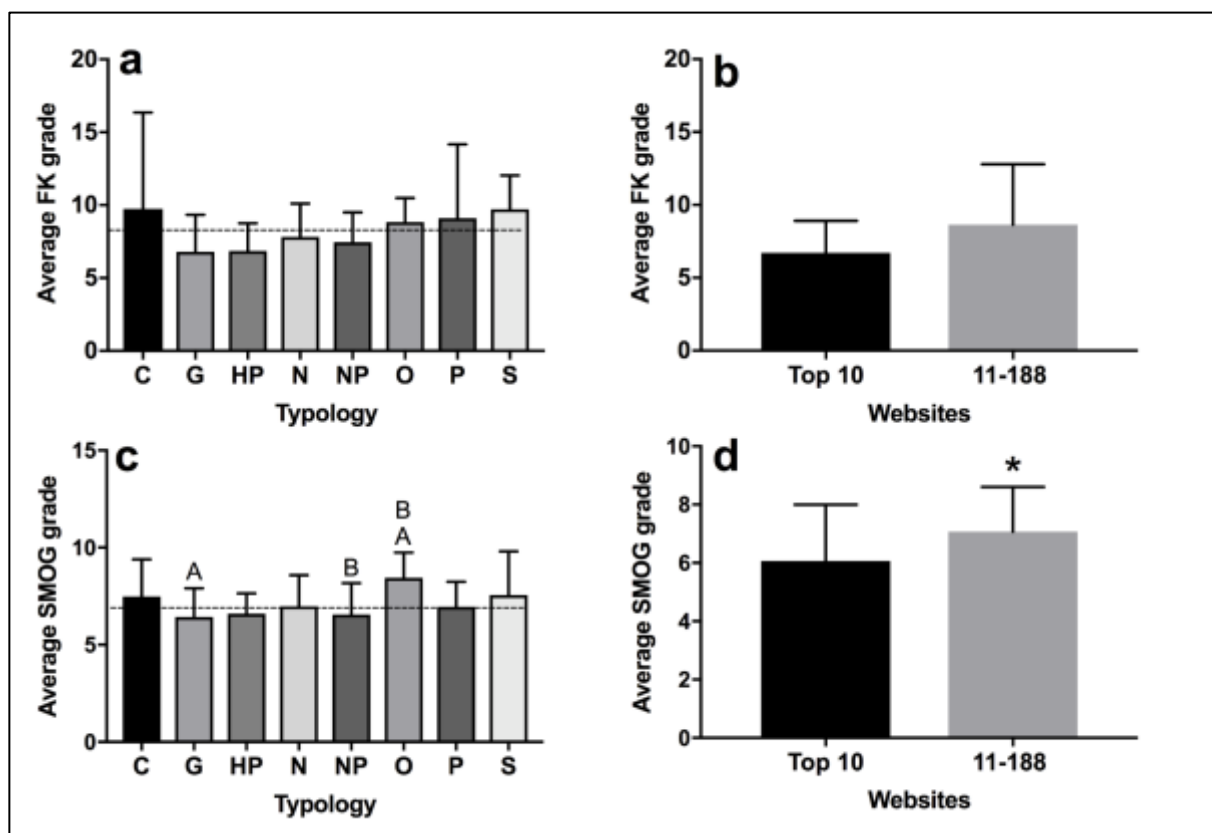 a
20
15
10
5
0
Average FK grade
C G HP N NP O P S
Typology
b
20
15
10
5
0
Average FK grade
Top 10 11-188
Websites
c
15
10
5
0
Average SMOG grade
A
B
B
A
C G HP N NP O P S
Typology
d
10
8
6
4
2
0
Average SMOG grade
*
Top 10 11-188
Websites